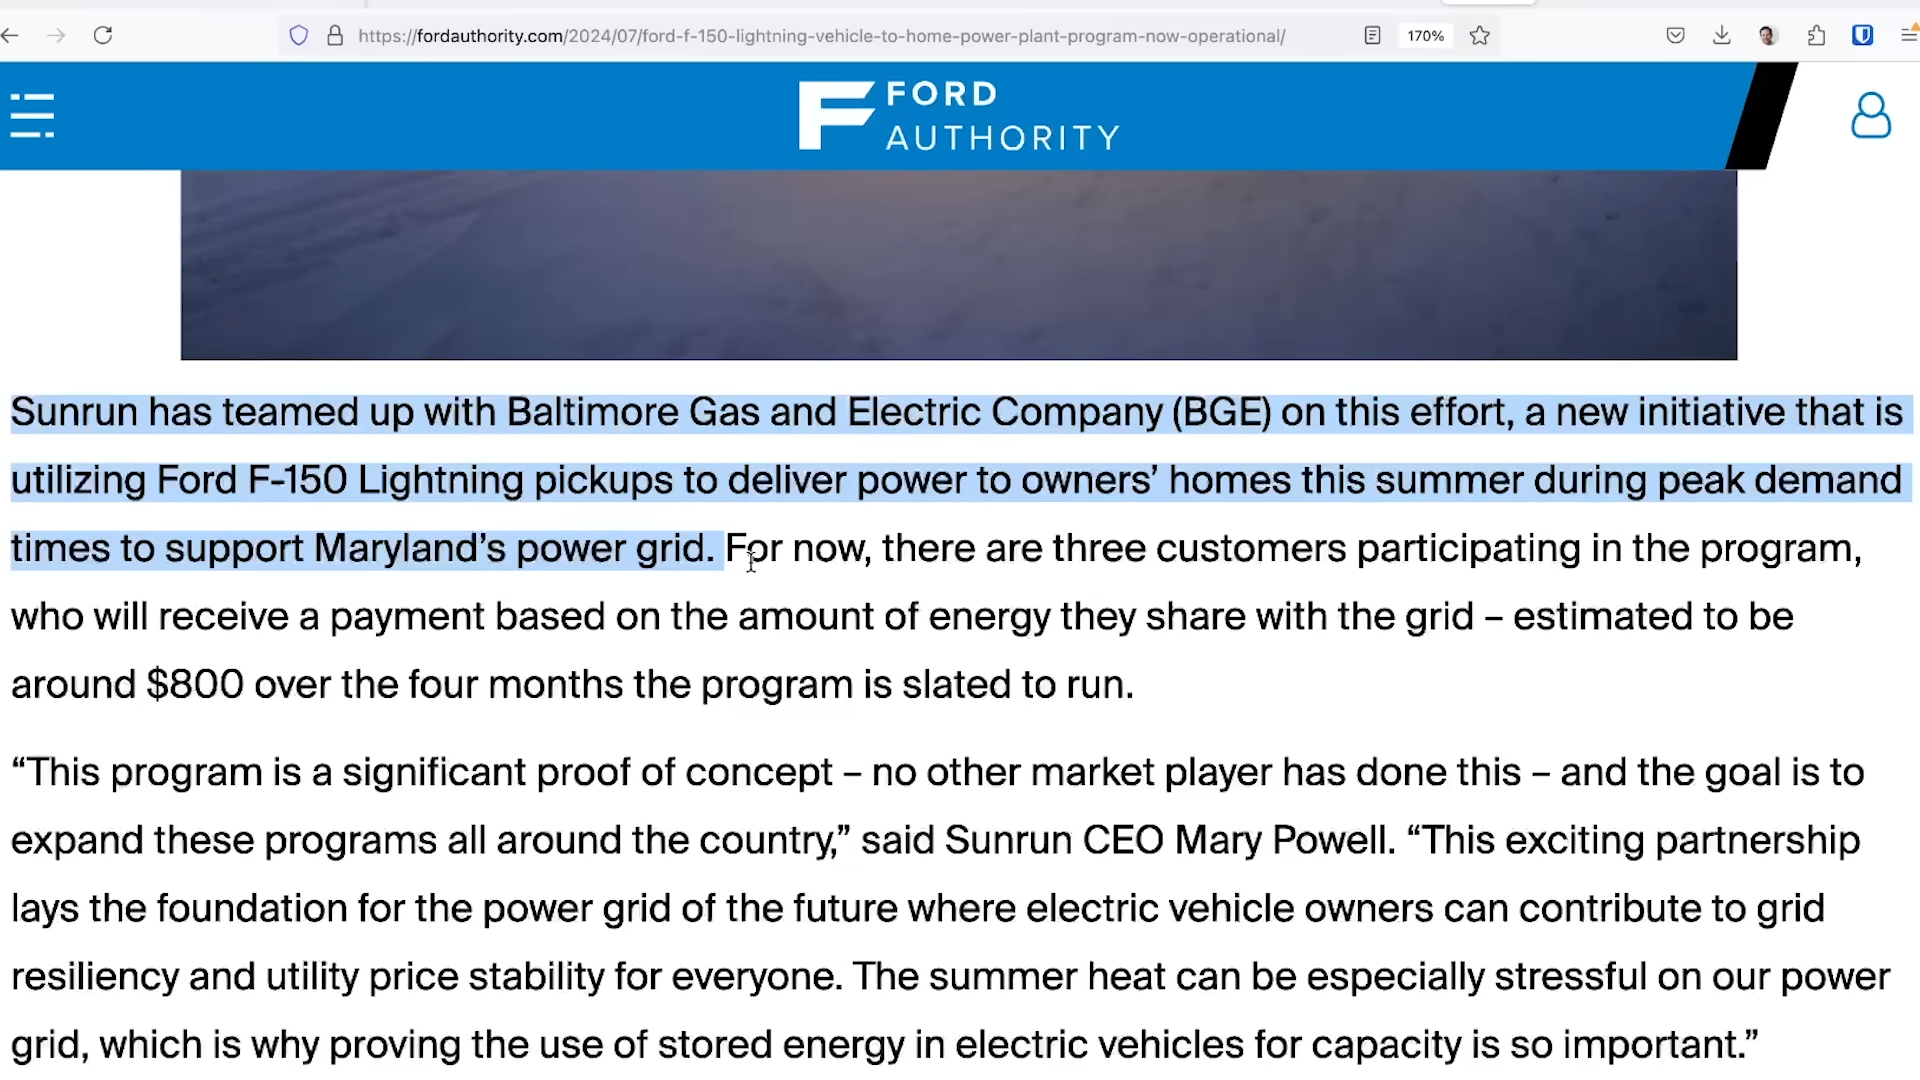 https://fordauthority.com/2024/07/ford-f-150-lightning-vehicle-to-home-power-plant-program-now-operational/
170%
FORD
AUTHORITY
Sunrun has teamed up with Baltimore Gas and Electric Company (BGE) on this effort, a new initiative that is
utilizing Ford F-150 Lightning pickups to deliver power to owners’ homes this summer during peak demand
times to support Maryland’s power grid. For now, there are three customers participating in the program,
who will receive a payment based on the amount of energy they share with the grid – estimated to be
around $800 over the four months the program is slated to run.
“This program is a significant proof of concept – no other market player has done this – and the goal is to
expand these programs all around the country,” said Sunrun CEO Mary Powell. “This exciting partnership
lays the foundation for the power grid of the future where electric vehicle owners can contribute to grid
resiliency and utility price stability for everyone. The summer heat can be especially stressful on our power
grid, which is why proving the use of stored energy in electric vehicles for capacity is so important.”